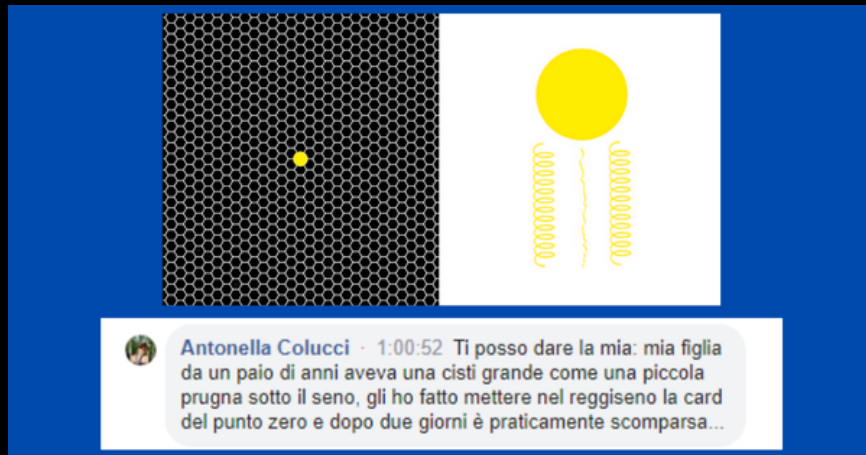 Antonella Colucci · 1:00:52 Ti posso dare la mia: mia figlia
da un paio di anni aveva una cisti grande come una piccola
prugna sotto il seno, gli ho fatto mettere nel reggiseno la card
del punto zero e dopo due giorni è praticamente scomparsa...